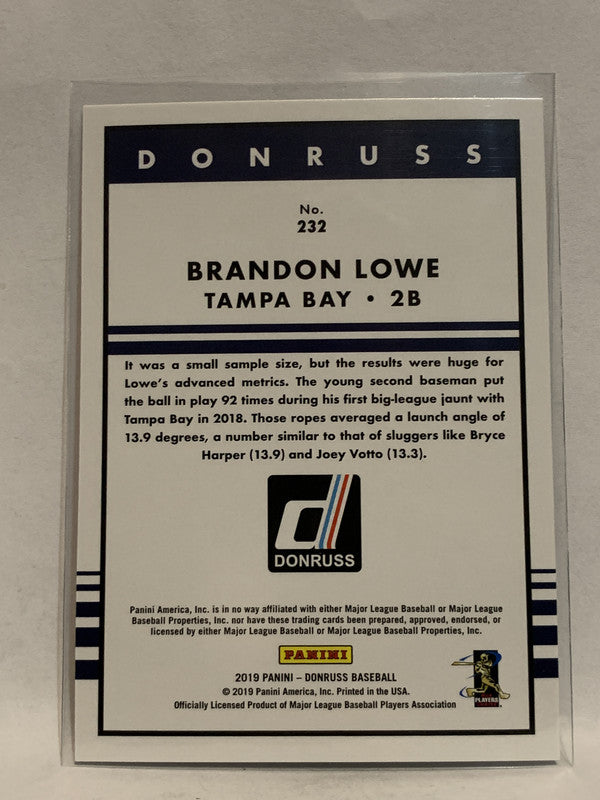 DONRUSS
No.
232
BRANDON LOWE
TAMPA BAY • 2B
It was a small sample size, but the results were huge for
Lowe's advanced metrics. The young second baseman put
the ball in play 92 times during his first big-league jaunt with
Tampa Bay in 2018. Those ropes averaged a launch angle of
13.9 degrees, a number similar to that of sluggers like Bryce
Harper (13.9) and Joey Votto (13.3).
d
DONRUSS
Panini America, Inc. is in no way affiliated with either Major League Baseball or Major League
Baseball Properties, Inc. nor have these trading cards been prepared, approved, endorsed, or
licensed by either Major League Baseball or Major League Baseball Properties, Inc.
PANINI
2019 PANINI – DONRUSS BASEBALL
© 2019 Panini America, Inc. Printed in the USA.
Officially Licensed Product of Major League Baseball Players Association
PLAYERS